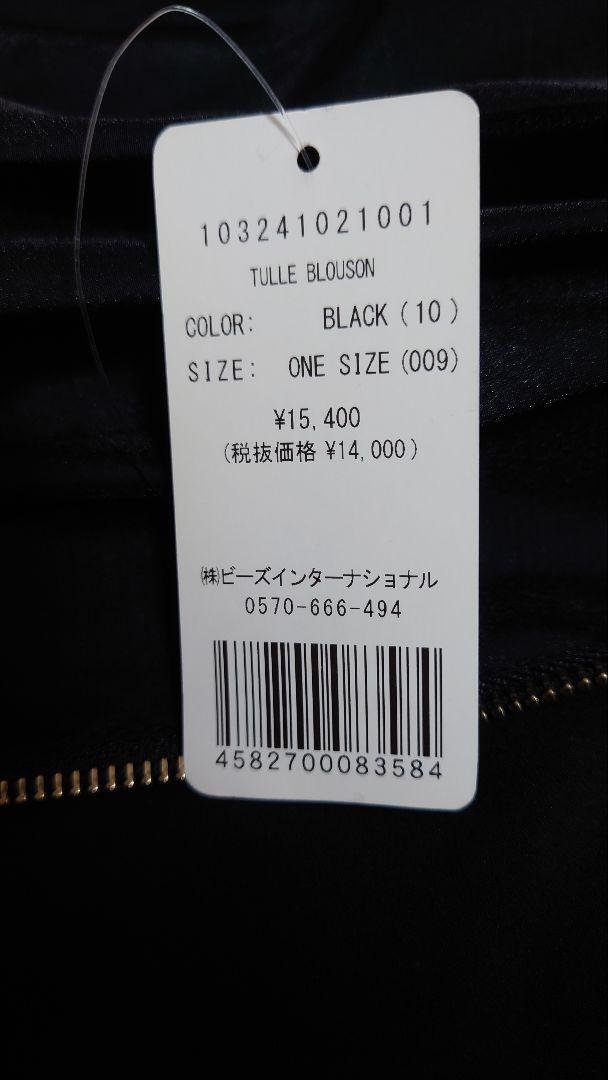 103241021001
TULLE BLOUSON
COLOR: BLACK (10)
SIZE: ONE SIZE (009)
¥15,400
(税抜価格 ¥14,000)
㈱ビーズインターナショナル
0570-666-494
4582700083584